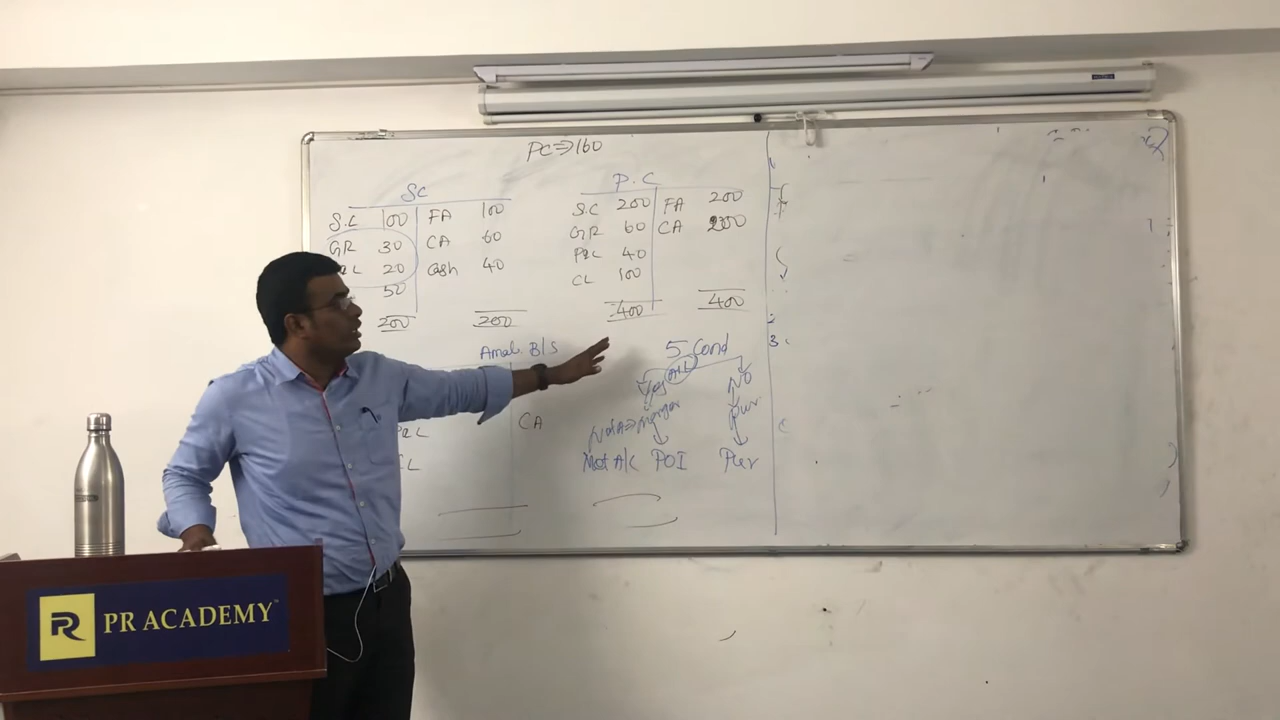 PC⇒160
SC
S.C 100 FA 100
GR 30 CA 60
20 Cash 40
50
200 200
P.C
S.C 200 FA 200
GR 60 CA 200
P&L 40
CL 100
400 400
Amal. B/S
P&L CA
5 Cond
ALL
Yes No
Merger Pur
Met A/C POI Pur
3.
PR ACADEMY